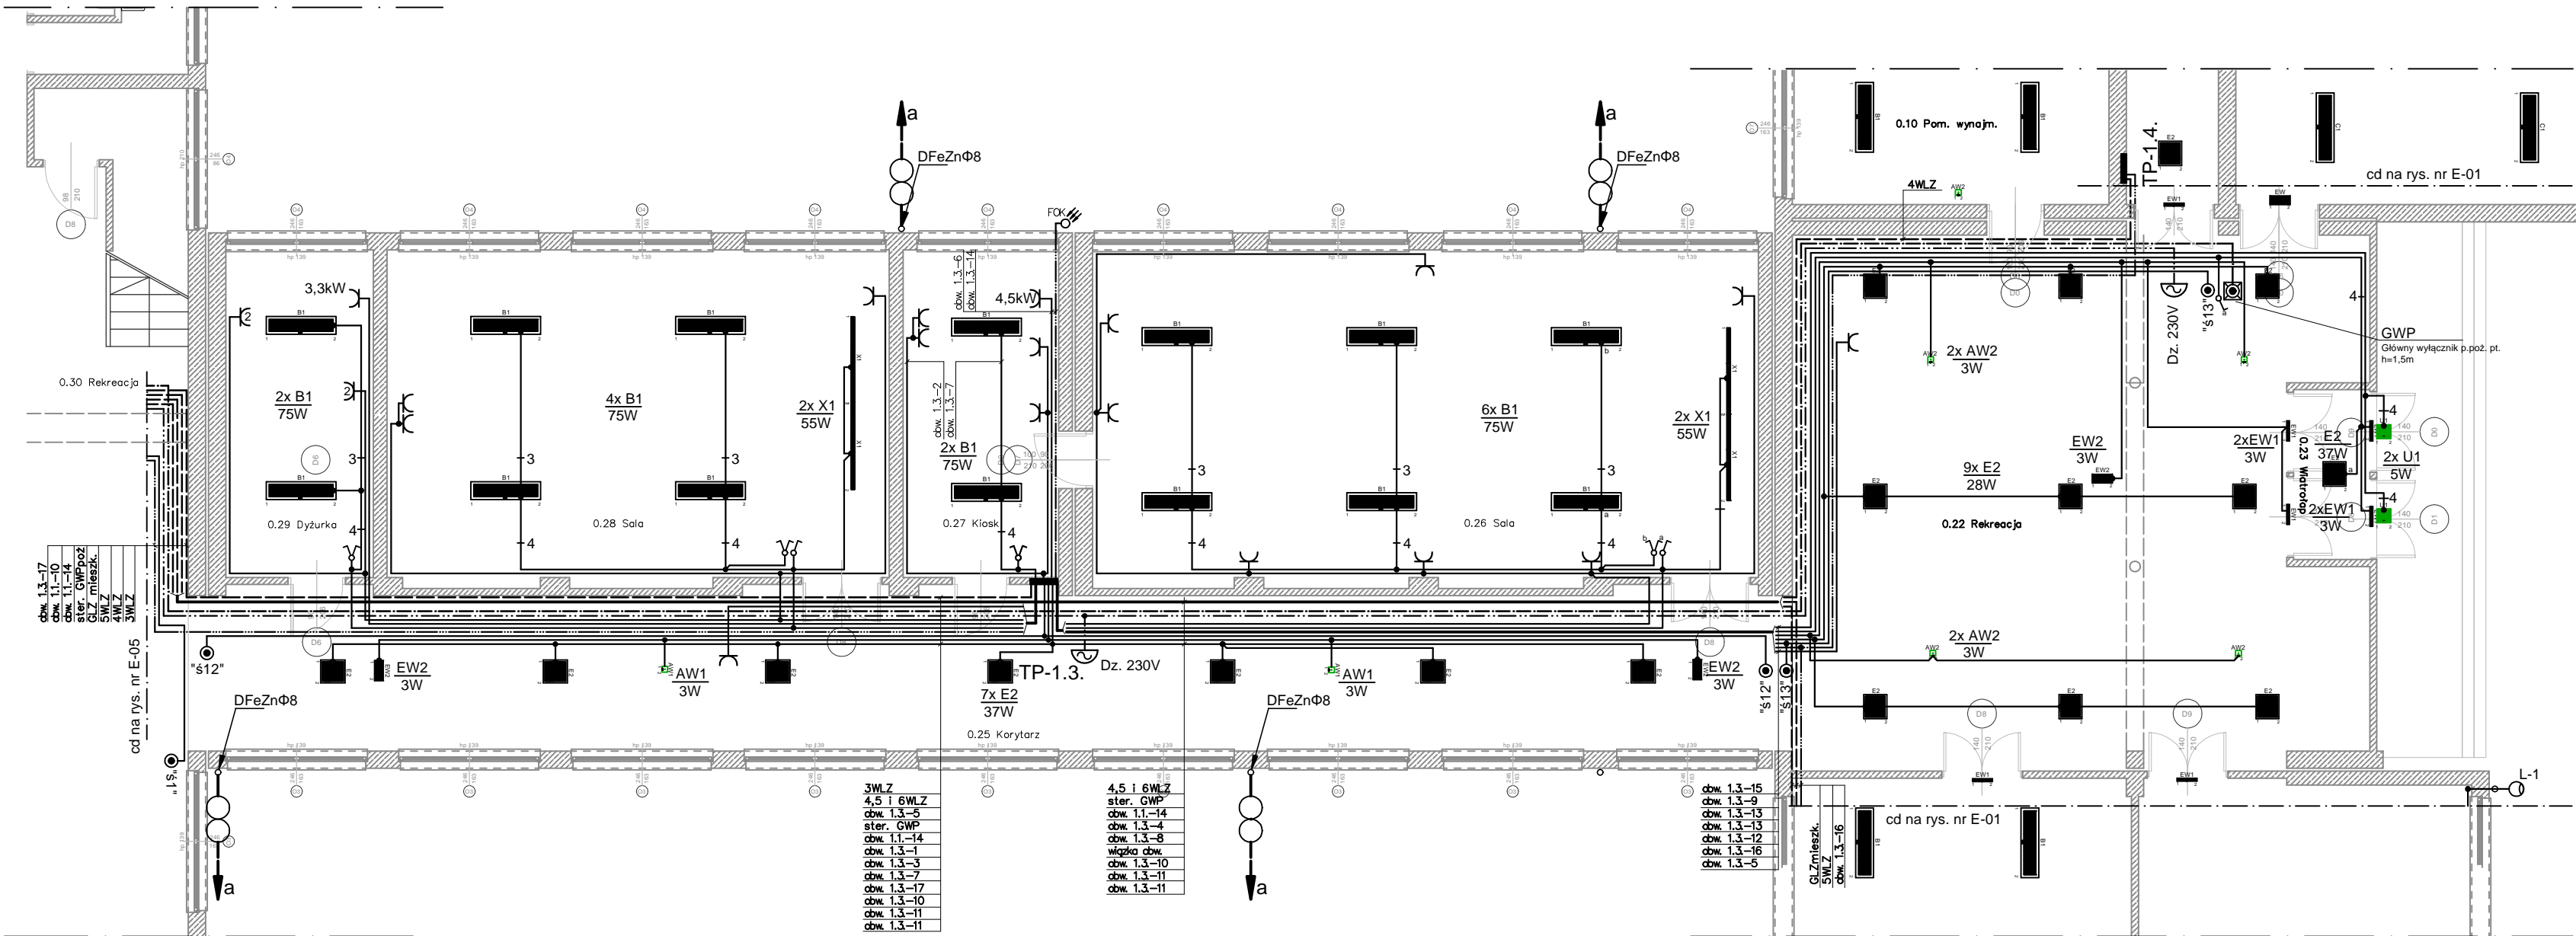 a
a
DFeZnΦ8
DFeZnΦ8
FOK
0.10 Pom. wynajm.
TP-1.4.
4WLZ
cd na rys. nr E-01
3,3kW
4,5kW
obw. 1.3.-6
obw. 1.3.-14
obw. 1.3.-2
obw. 1.3.-7
Dz. 230V
"ś13"
GWP
Główny wyłącznik p.poż. pt.
h=1,5m
0.30 Rekreacja
2x B1
75W
4x B1
75W
2x X1
55W
2x B1
75W
6x B1
75W
2x X1
55W
2x AW2
3W
9x E2
28W
EW2
3W
2xEW1
3W
0.23 Wiatrołap
E2
37W
2x U1
5W
2xEW1
3W
0.29 Dyżurka
0.28 Sala
0.27 Kiosk
0.26 Sala
0.22 Rekreacja
obw. 1.3.-17
obw. 1.1.-10
obw. 1.1.-14
ster. GWPpoż
GLZ mieszk.
5WLZ
4WLZ
3WLZ
cd na rys. nr E-05
"ś12"
"ś1"
EW2
3W
AW1
3W
7x E2
37W
TP-1.3.
Dz. 230V
AW1
3W
EW2
3W
"ś12"
"ś13"
2x AW2
3W
DFeZnΦ8
DFeZnΦ8
0.25 Korytarz
a
a
3WLZ
4,5 i 6WLZ
obw. 1.3.-5
ster. GWP
obw. 1.1.-14
obw. 1.3.-1
obw. 1.3.-3
obw. 1.3.-7
obw. 1.3.-17
obw. 1.3.-10
obw. 1.3.-11
obw. 1.3.-11
4,5 i 6WLZ
ster. GWP
obw. 1.1.-14
obw. 1.3.-4
obw. 1.3.-8
wiązka obw.
obw. 1.3.-10
obw. 1.3.-11
obw. 1.3.-11
obw. 1.3.-15
obw. 1.3.-9
obw. 1.3.-13
obw. 1.3.-13
obw. 1.3.-12
obw. 1.3.-16
obw. 1.3.-5
GLZmieszk.
5WLZ
obw. 1.3.-16
cd na rys. nr E-01
L-1